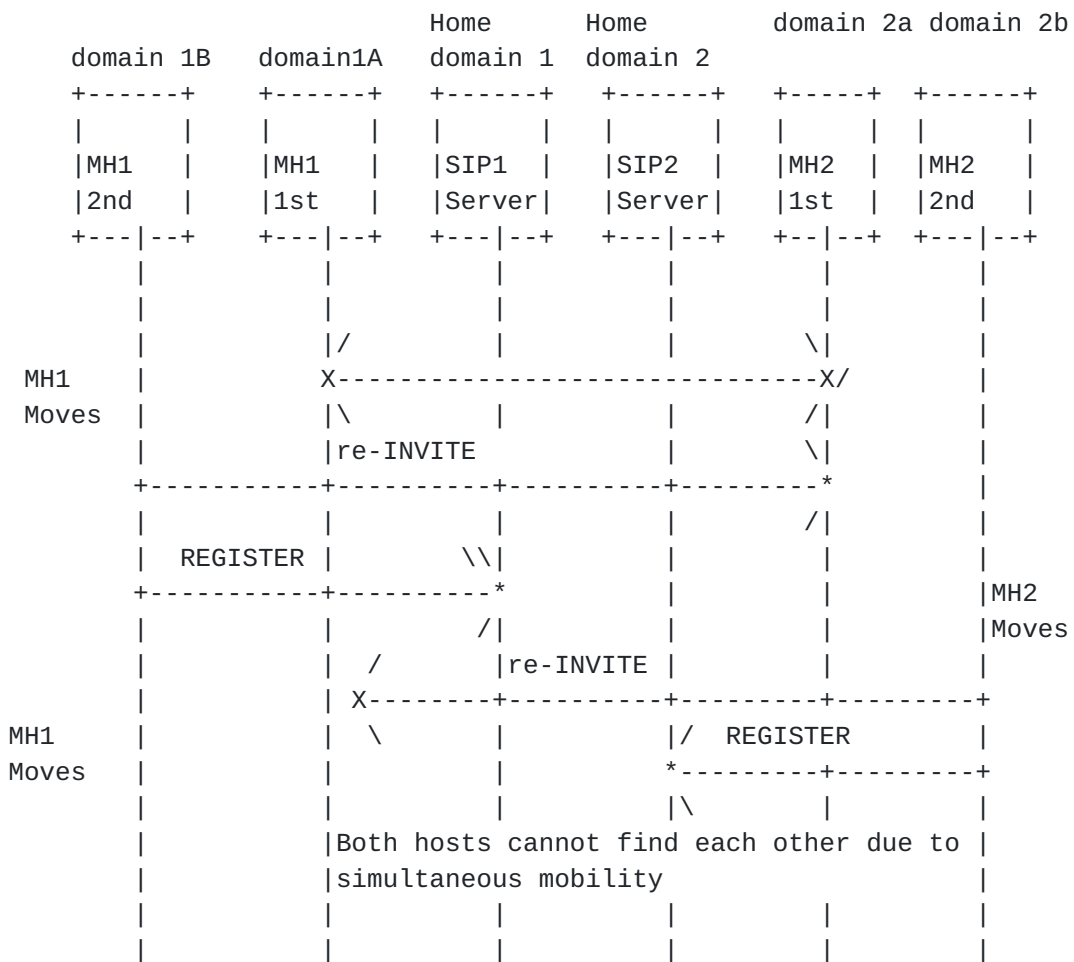 Home      Home        domain 2a domain 2b
    domain 1B   domain1A   domain 1  domain 2
    +------+    +------+   +------+   +------+   +-----+  +------+
    |      |    |      |   |      |   |      |   |     |  |      |
    |MH1   |    |MH1   |   |SIP1  |   |SIP2  |   |MH2  |  |MH2   |
    |2nd   |    |1st   |   |Server|   |Server|   |1st  |  |2nd   |
    +---|--+    +---|--+   +---|--+   +---|--+   +--|--+  +---|--+
        |           |          |          |         |         |
        |           |          |          |         |         |
        |           |/         |          |        \|         |
 MH1    |           X-------------------------------X/        |
 Moves  |           |\         |          |        /|         |
        |           |re-INVITE            |        \|         |
        +-----------+----------+----------+---------*         |
        |           |          |          |        /|         |
        |  REGISTER |        \\|          |         |         |
        +-----------+----------*          |         |         |MH2
        |           |         /|          |         |         |Moves
        |           |  /       |re-INVITE |         |         |
        |           | X--------+----------+---------+---------+
MH1     |           |  \       |          |/  REGISTER        |
Moves   |           |          |          *---------+---------+
        |           |          |          |\        |         |
        |           |Both hosts cannot find each other due to |
        |           |simultaneous mobility                    |
        |           |          |          |         |         |
        |           |          |          |         |         |